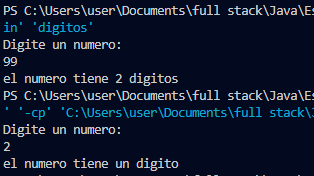 PS C:\Users\user\Documents\full stack\Java\Es
in' 'digitos'
Digite un numero:
99
el numero tiene 2 digitos
PS C:\Users\user\Documents\full stack\Java\Es
' '-cp' 'C:\Users\user\Documents\full stack\J
Digite un numero:
2
el numero tiene un digito